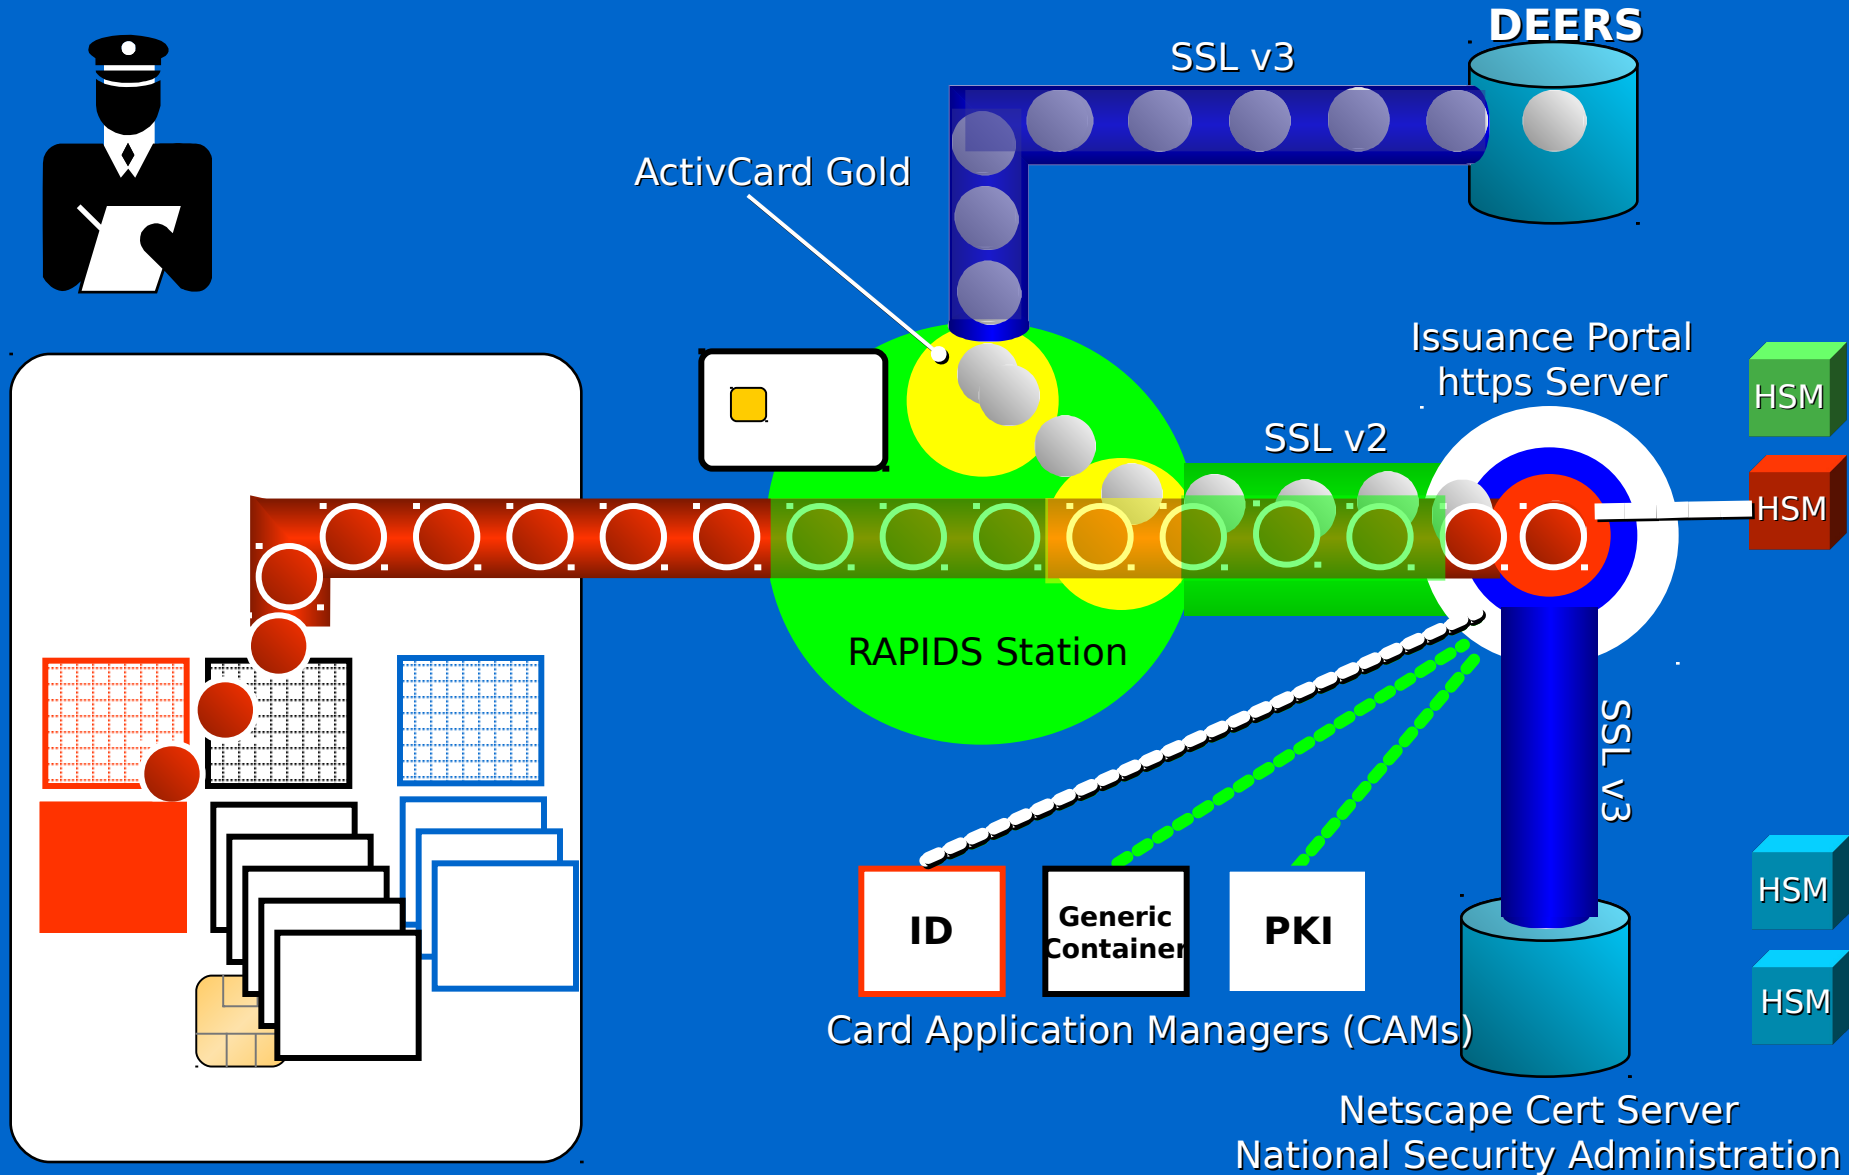 DEERS
SSL v3
ActivCard Gold
Issuance Portal
https Server
HSM
SSL v2
HSM
RAPIDS Station
SSL v3
HSM
ID
Generic
Container
PKI
HSM
Card Application Managers (CAMs)
Netscape Cert Server
National Security Administration